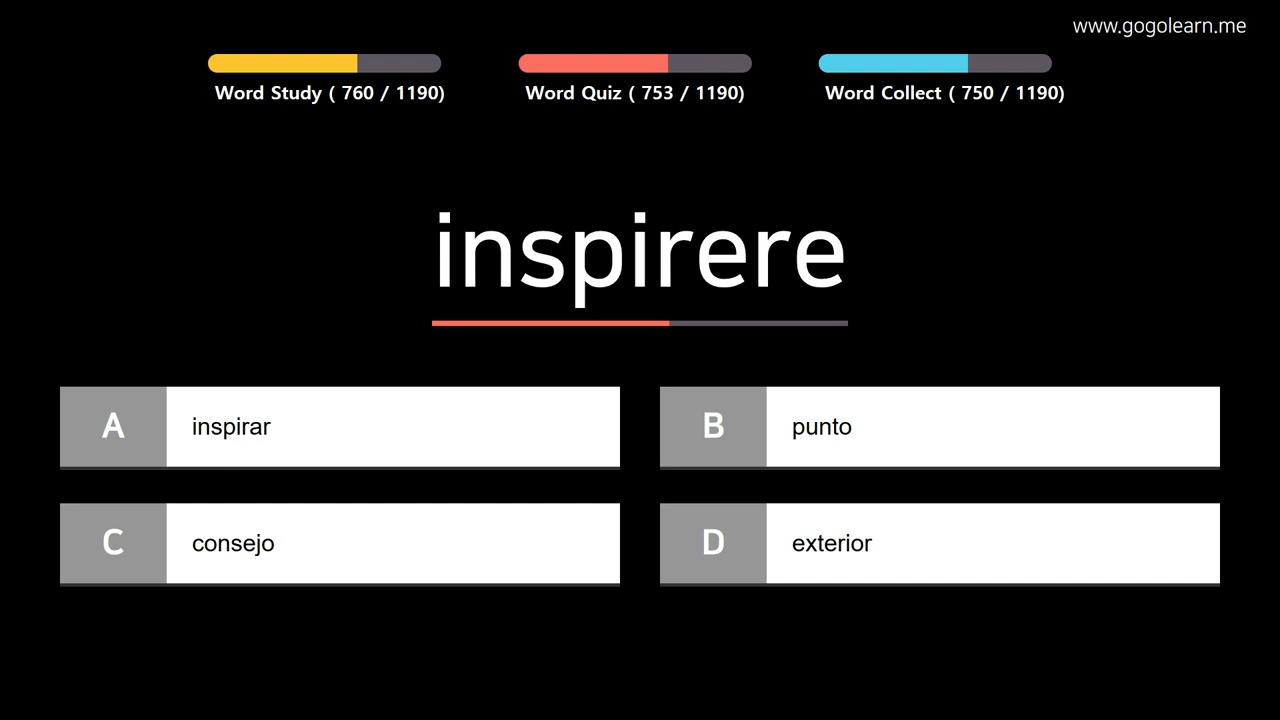 www.gogolearn.me
Word Study ( 760 / 1190)
Word Quiz ( 753 / 1190)
Word Collect ( 750 / 1190)
inspirere
A inspirar
B punto
C consejo
D exterior